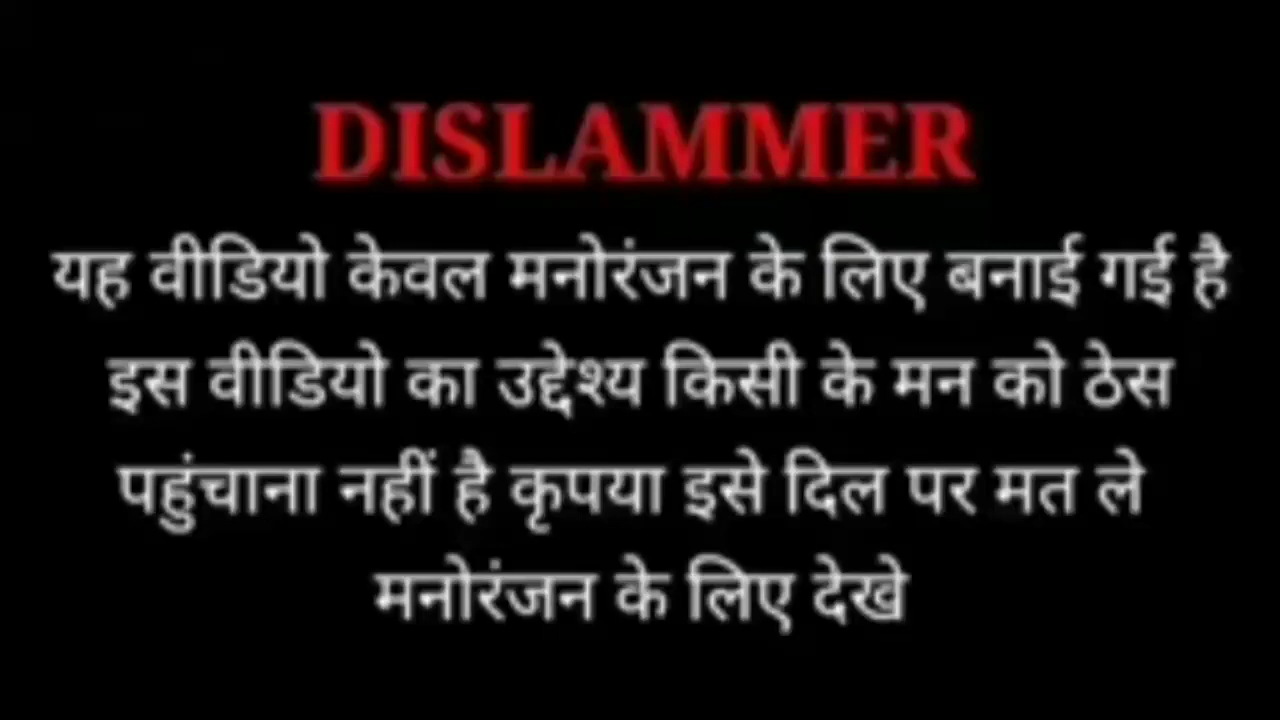 DISLAMMER
यह वीडियो केवल मनोरंजन के लिए बनाई गई है
इस वीडियो का उद्देश्य किसी के मन को ठेस
पहुंचाना नहीं है कृपया इसे दिल पर मत ले
मनोरंजन के लिए देखे